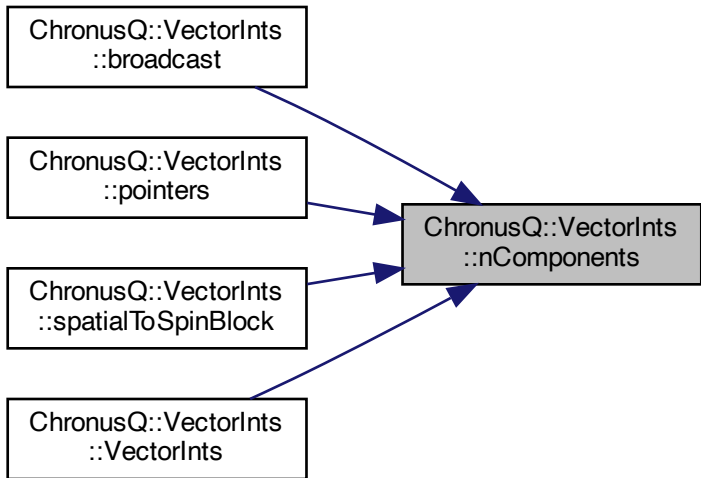 ChronusQ::VectorInts
::broadcast
ChronusQ::VectorInts
::pointers
ChronusQ::VectorInts
::nComponents
ChronusQ::VectorInts
::spatialToSpinBlock
ChronusQ::VectorInts
::VectorInts